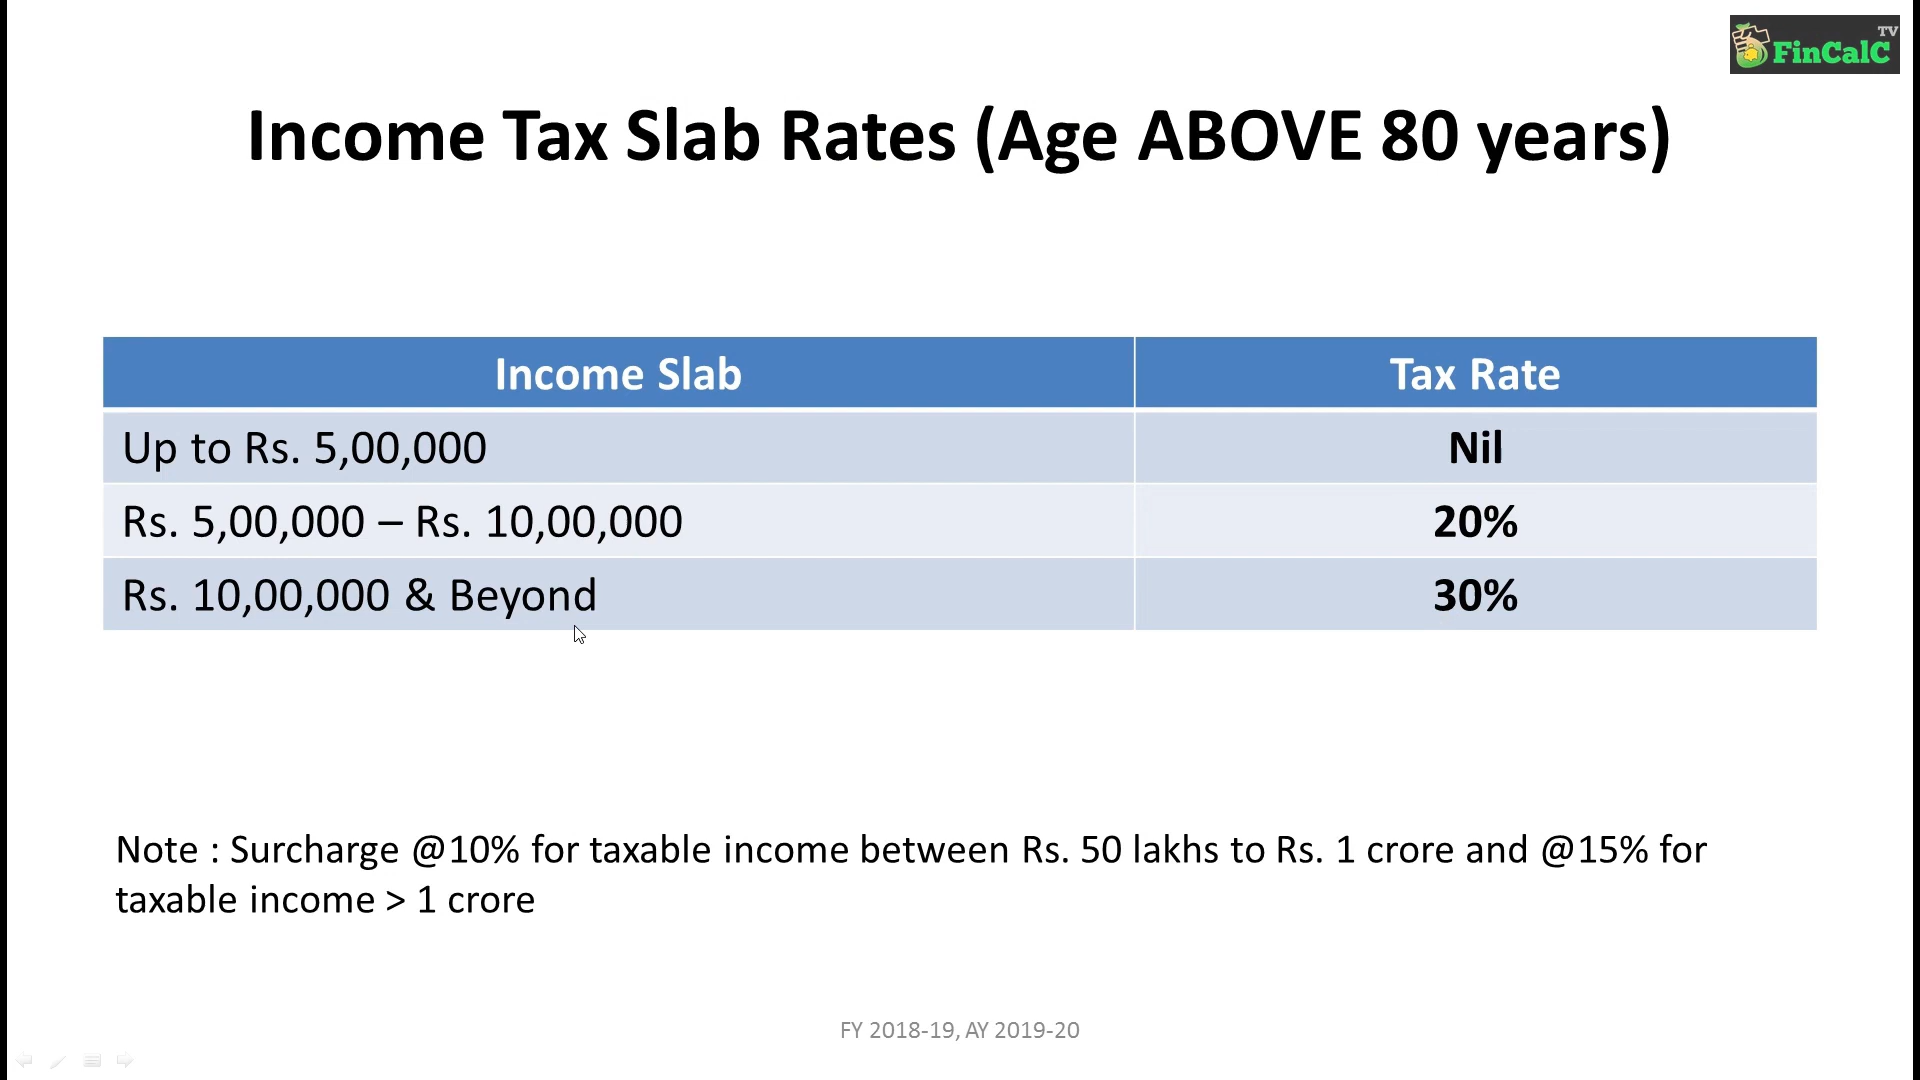 TV
FinCalC
Income Tax Slab Rates (Age ABOVE 80 years)
Income Slab Tax Rate
Up to Rs. 5,00,000 Nil
Rs. 5,00,000 – Rs. 10,00,000 20%
Rs. 10,00,000 & Beyond 30%
Note : Surcharge @10% for taxable income between Rs. 50 lakhs to Rs. 1 crore and @15% for
taxable income > 1 crore
FY 2018-19, AY 2019-20